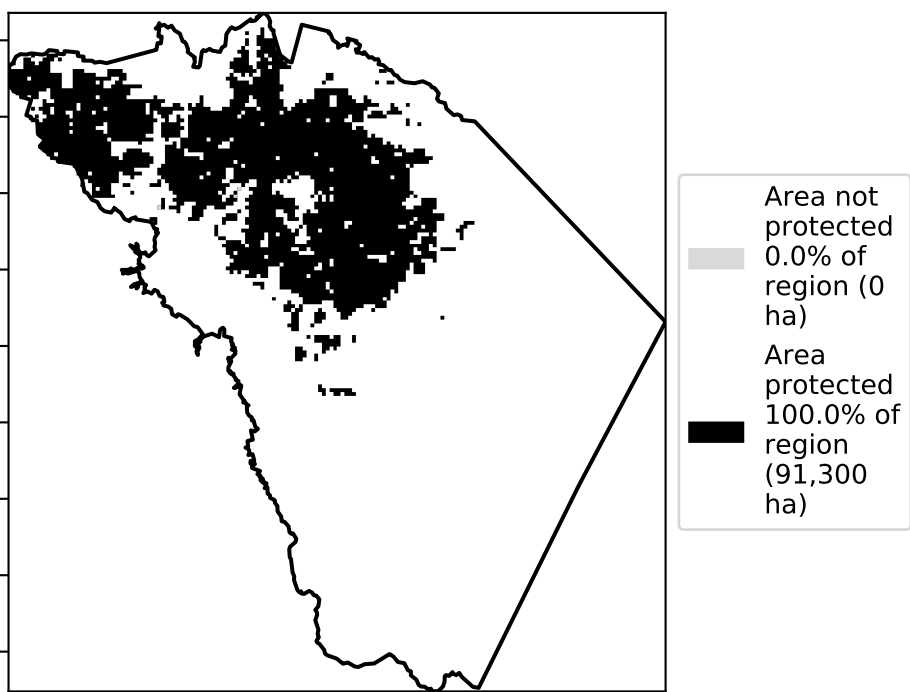 Area not
protected
0.0% of
region (0
ha)
Area
protected
100.0% of
region
(91,300
ha)